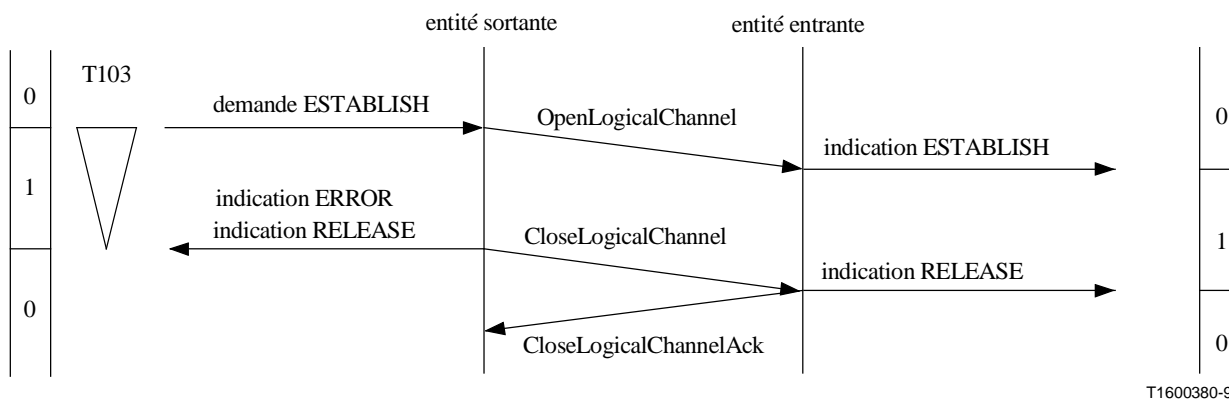 entité sortante
entité entrante
T103
0
demande ESTABLISH
OpenLogicalChannel
0
indication ESTABLISH
1
indication ERROR
indication RELEASE
CloseLogicalChannel
1
indication RELEASE
0
CloseLogicalChannelAck
0
T1600380-9